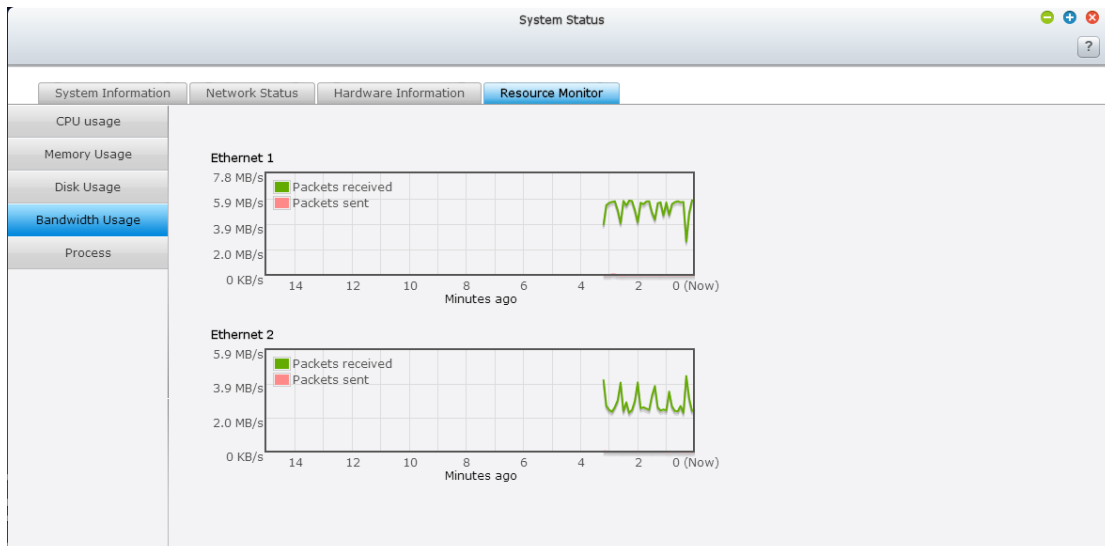 System Status
?
System Information Network Status Hardware Information Resource Monitor
CPU usage
Memory Usage
Disk Usage
Bandwidth Usage
Process
Ethernet 1
7.8 MB/s
5.9 MB/s
3.9 MB/s
2.0 MB/s
0 KB/s
Packets received
Packets sent
14 12 10 8 6 4 2 0 (Now)
Minutes ago
Ethernet 2
5.9 MB/s
3.9 MB/s
2.0 MB/s
0 KB/s
Packets received
Packets sent
14 12 10 8 6 4 2 0 (Now)
Minutes ago